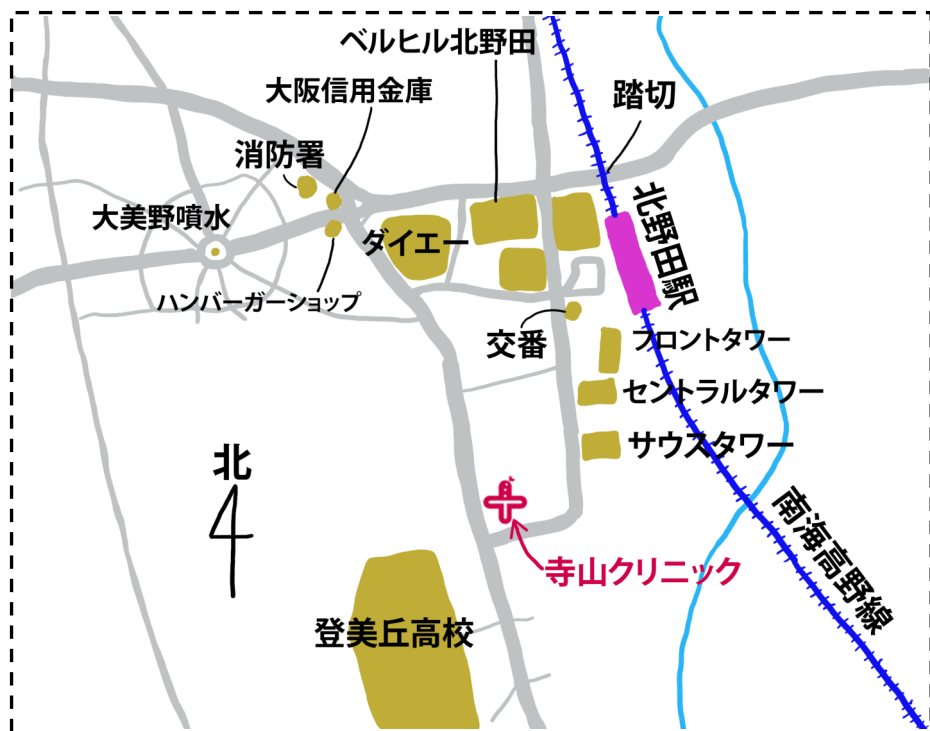 ベルヒル北野田
大阪信用金庫
踏切
消防署
北野田駅
大美野噴水
ダイエー
ハンバーガーショップ
交番
フロントタワー
セントラルタワー
サウスタワー
北
南海高野線
寺山クリニック
登美丘高校